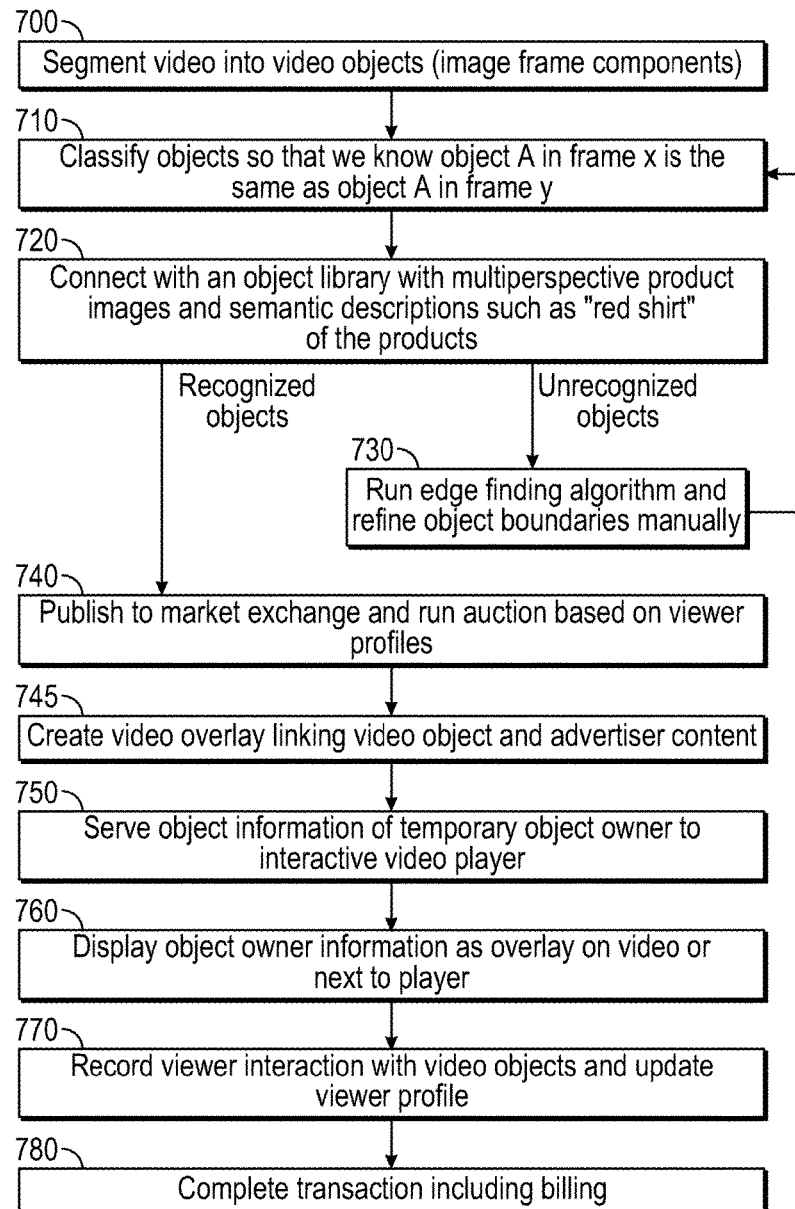 700
Segment video into video objects (image frame components)
710
Classify objects so that we know object A in frame x is the
same as object A in frame y
720
Connect with an object library with multiperspective product
images and semantic descriptions such as "red shirt"
of the products
Recognized
objects
Unrecognized
objects
730
Run edge finding algorithm and
refine object boundaries manually
740
Publish to market exchange and run auction based on viewer
profiles
745
Create video overlay linking video object and advertiser content
750
Serve object information of temporary object owner to
interactive video player
760
Display object owner information as overlay on video or
next to player
770
Record viewer interaction with video objects and update
viewer profile
780
Complete transaction including billing